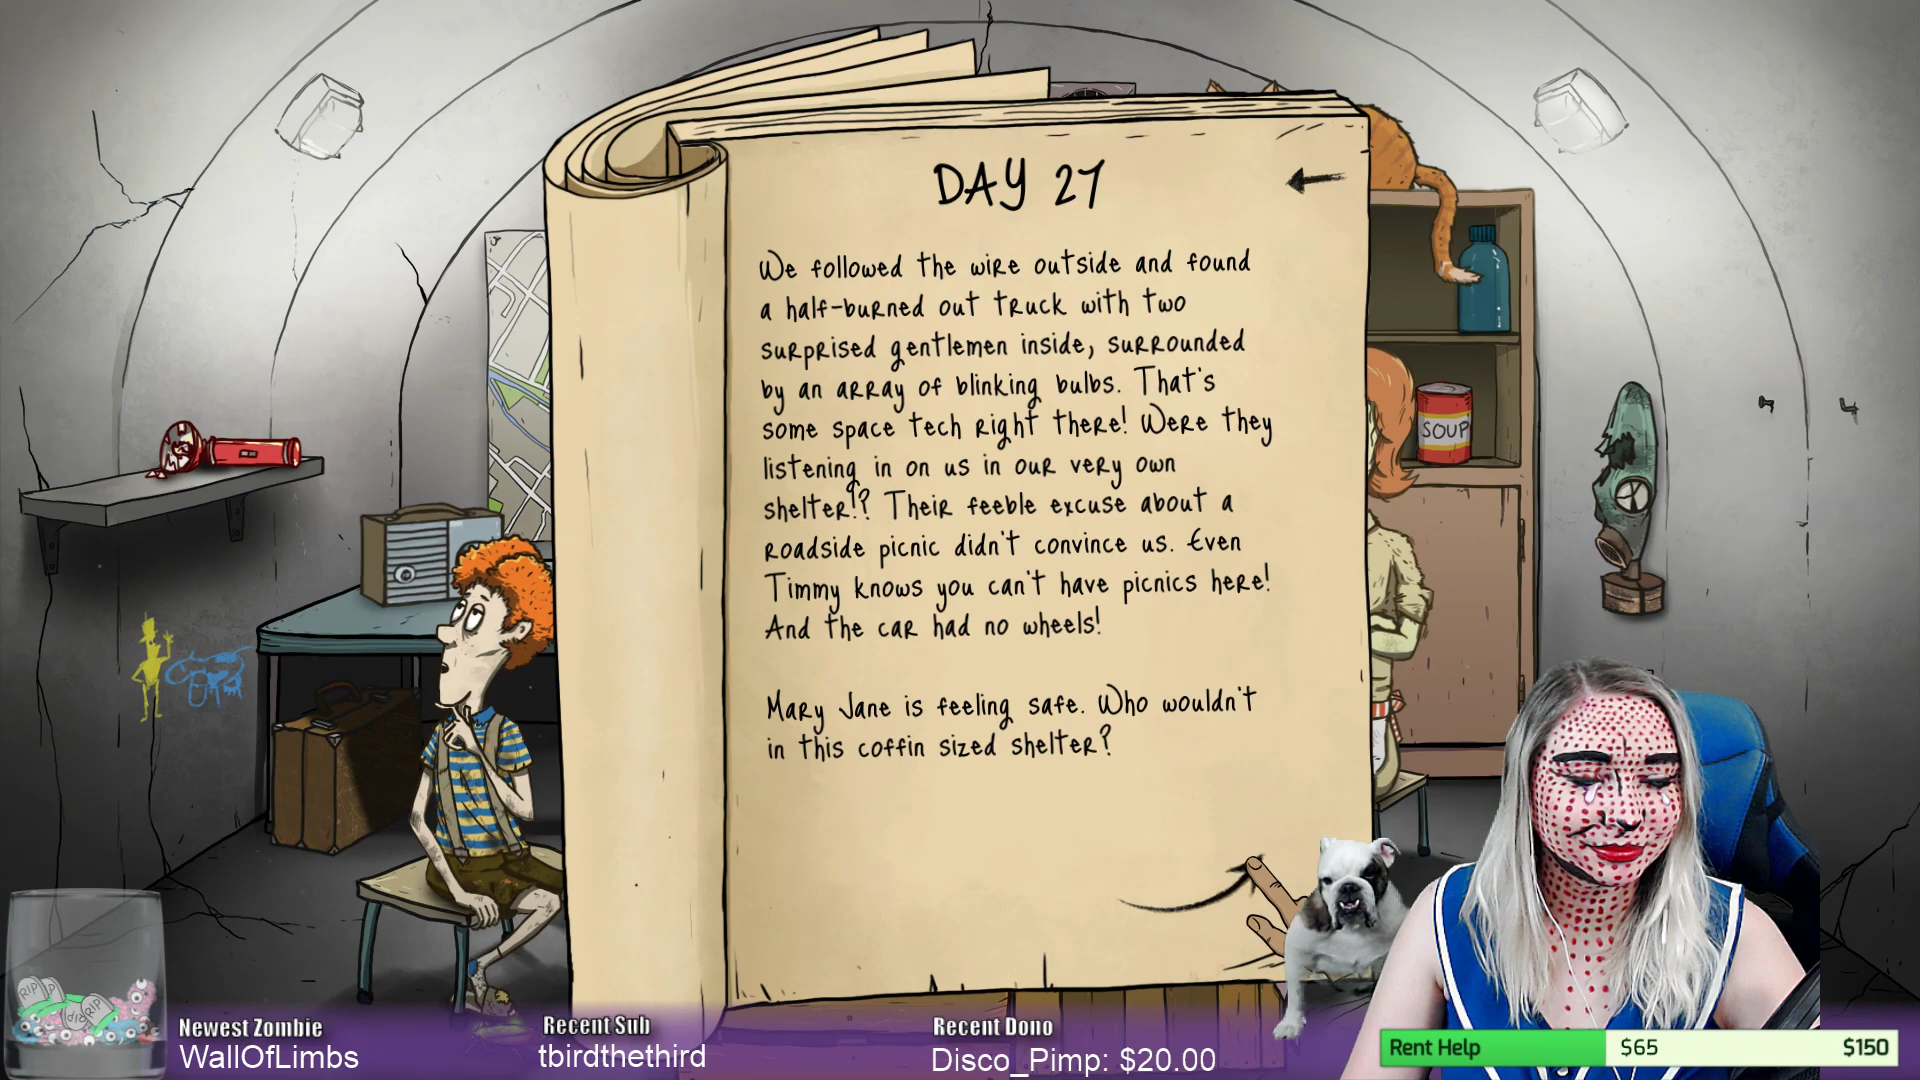 DAY 27
We followed the wire outside and found
a half-burned out truck with two
surprised gentlemen inside, surrounded
by an array of blinking bulbs. That's
some space tech right there! Were they
listening in on us in our very own
shelter!? Their feeble excuse about a
roadside picnic didn't convince us. Even
Timmy knows you can't have picnics here!
And the car had no wheels!
Mary Jane is feeling safe. Who wouldn't
in this coffin sized shelter?
SOUP
RIP
RIP
RIP
Newest Zombie
WallOfLimbs
Recent Sub
tbirdthethird
Recent Dono
Disco_Pimp: $20.00
Rent Help $65 $150